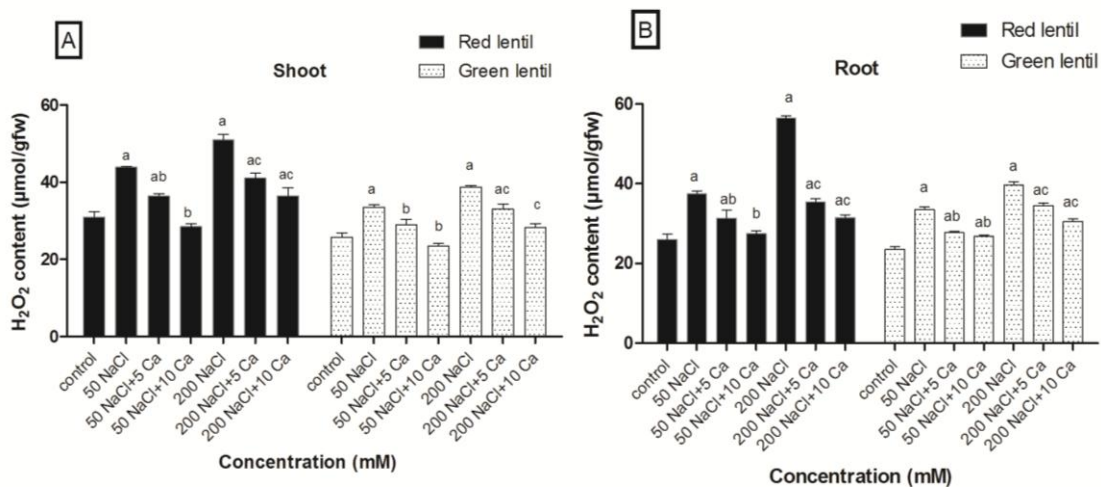 A
Red lentil
Green lentil
Shoot
H₂O₂ content (µmol/gfw)
60
40
20
0
a
ab
b
a
ac
ac
a
b
b
a
ac
c
control
50 NaCl
50 NaCl+5 Ca
50 NaCl+10 Ca
200 NaCl
200 NaCl+5 Ca
200 NaCl+10 Ca
control
50 NaCl
50 NaCl+5 Ca
50 NaCl+10 Ca
200 NaCl
200 NaCl+5 Ca
200 NaCl+10 Ca
Concentration (mM)
B
Red lentil
Green lentil
Root
H₂O₂ content (µmol/gfw)
60
40
20
0
a
ab
b
a
ac
ac
a
ab
ab
a
ac
ac
control
50 NaCl
50 NaCl+5 Ca
50 NaCl+10 Ca
200 NaCl
200 NaCl+5 Ca
200 NaCl+10 Ca
control
50 NaCl
50 NaCl+5 Ca
50 NaCl+10 Ca
200 NaCl
200 NaCl+5 Ca
200 NaCl+10 Ca
Concentration (mM)